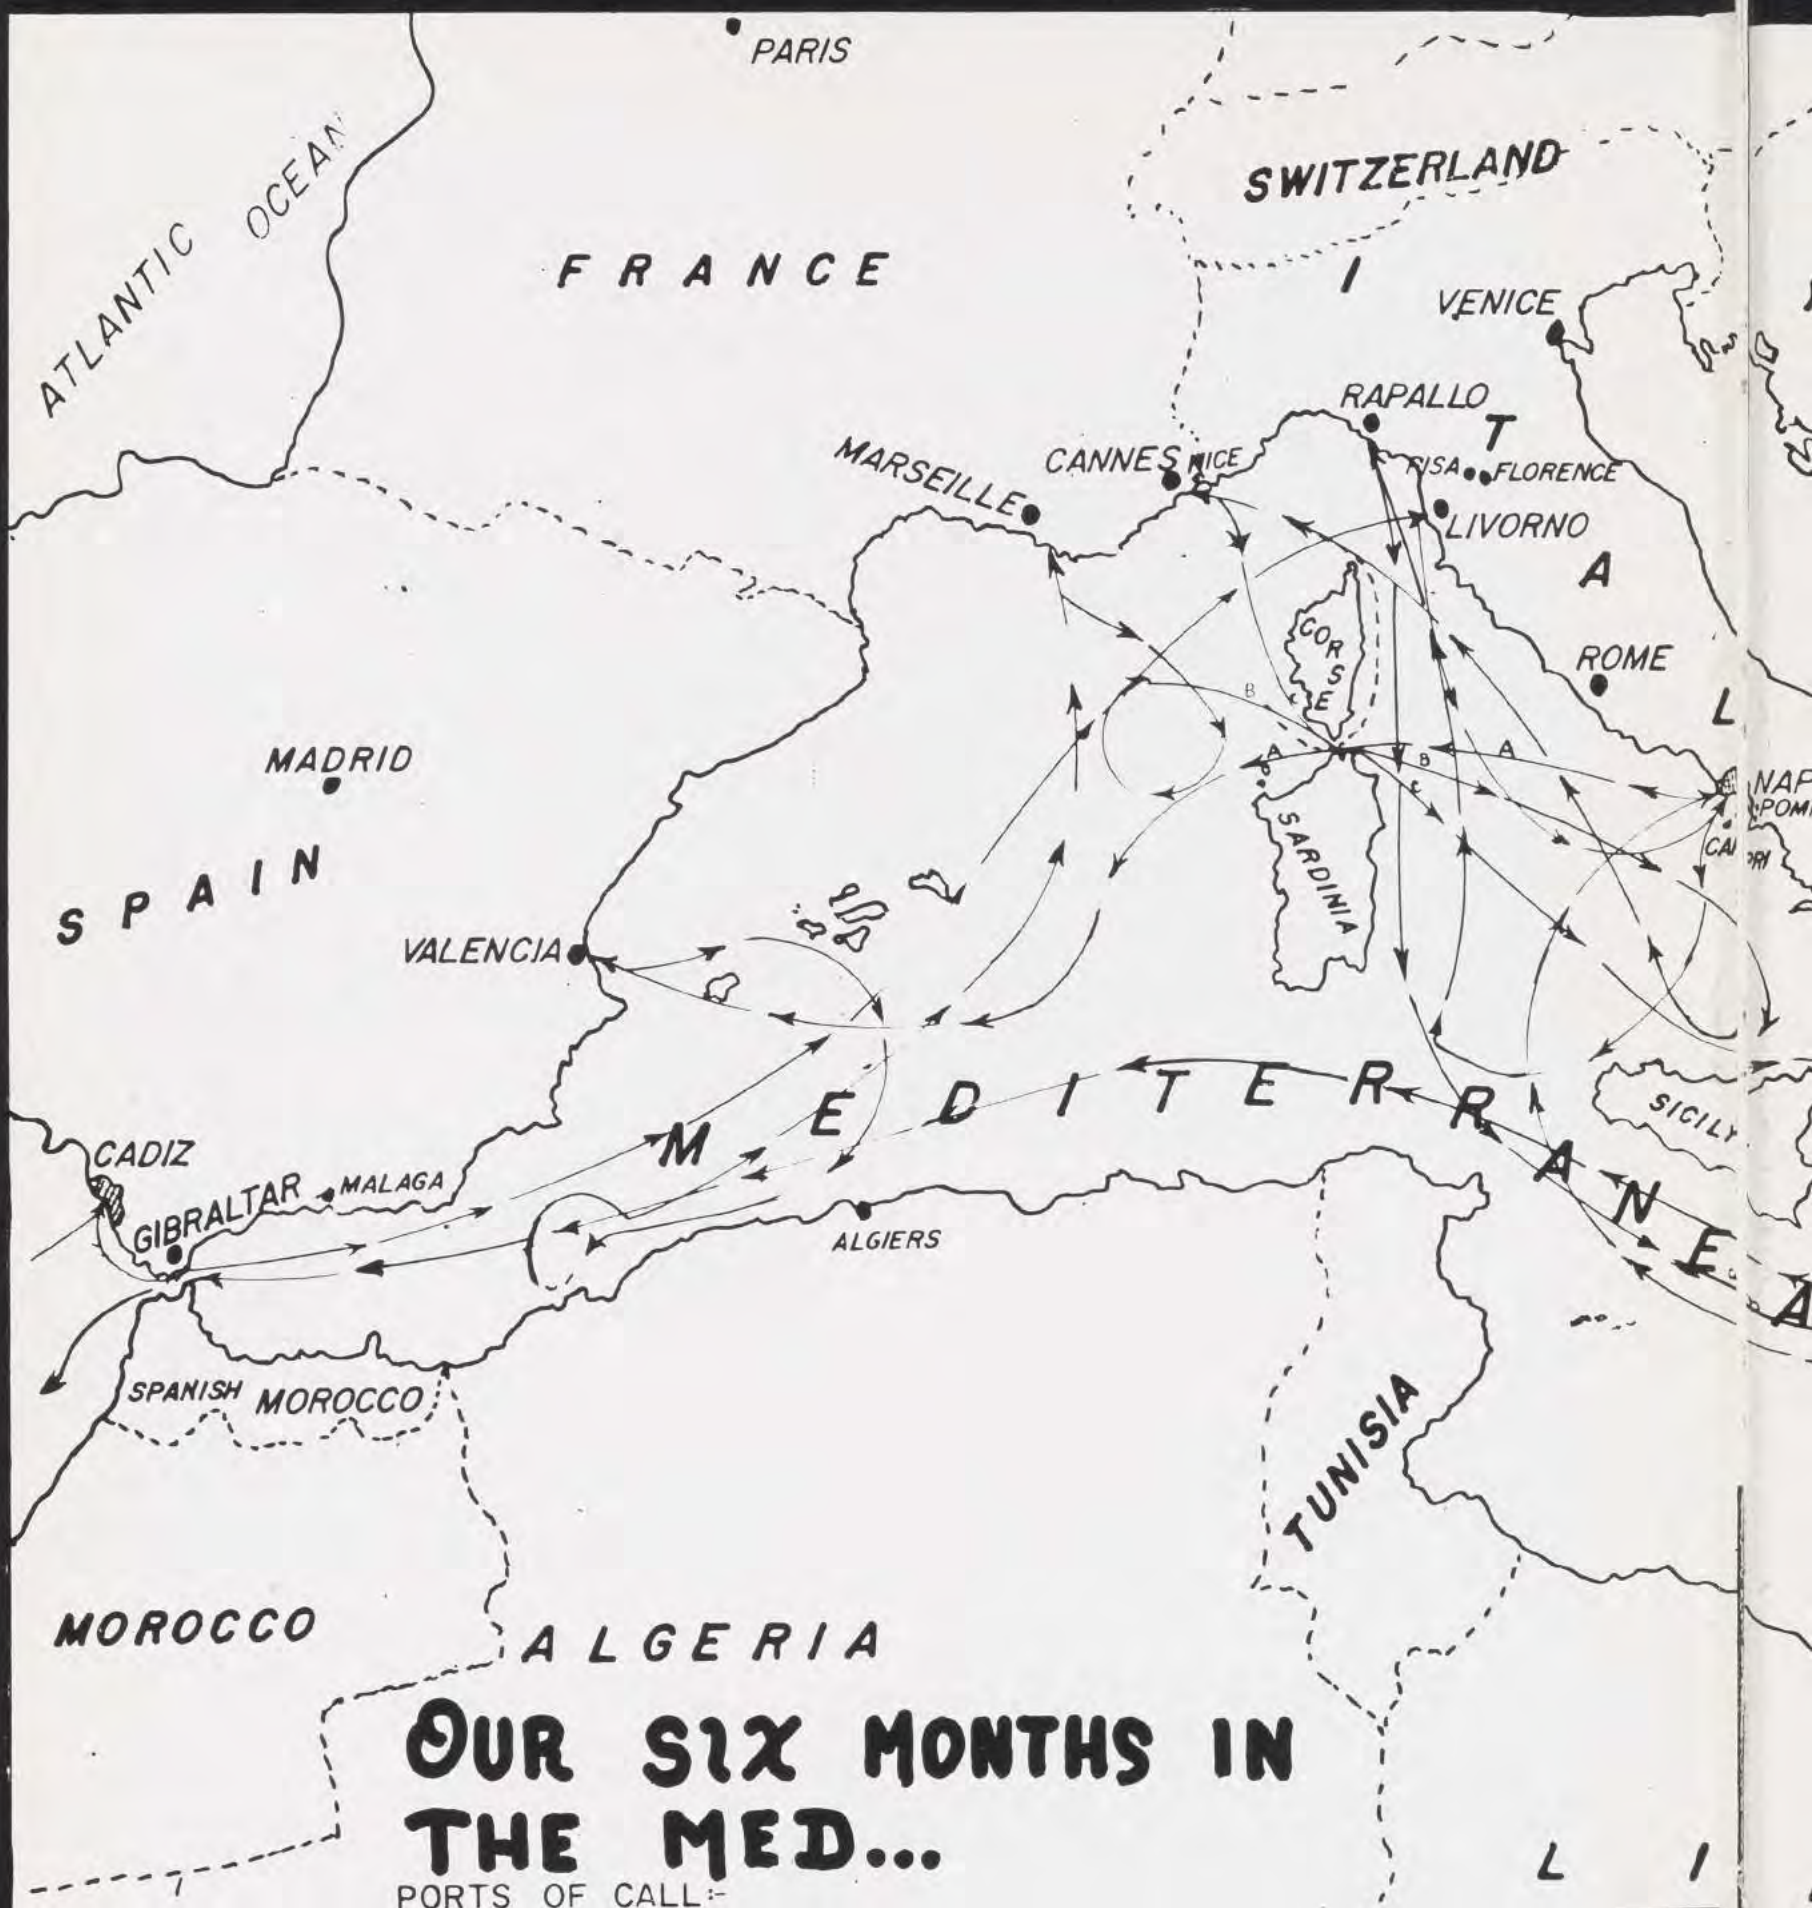 PARIS
ATLANTIC OCEAN
SWITZERLAND
FRANCE
I
VENICE
RAPALLO
T
MARSEILLE
CANNES
NICE
PISA
FLORENCE
LIVORNO
A
CORSE
ROME
B
L
MADRID
A
B
A
C
SARDINIA
SPAIN
VALENCIA
MEDITERRANEA
SICILY
CADIZ
GIBRALTAR
MALAGA
ALGIERS
SPANISH MOROCCO
TUNISIA
MOROCCO
ALGERIA
OUR SIX MONTHS IN
THE MED...
L I
PORTS OF CALL:-